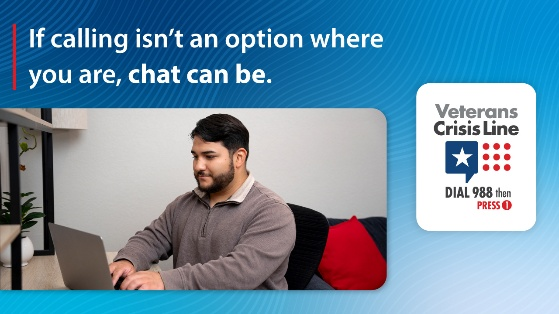 If calling isn’t an option where
you are, chat can be.
Veterans
Crisis Line
DIAL 988 then
PRESS 1